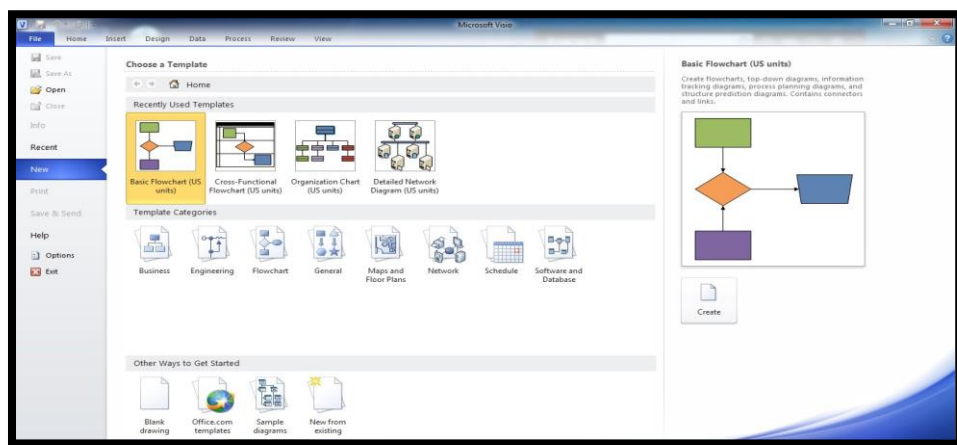 Microsoft Visio
File Home Insert Design Data Process Review View
Save
Save As
Open
Close
Info
Recent
New
Print
Save & Send
Help
Options
Exit
Choose a Template
Home
Recently Used Templates
Basic Flowchart (US
units)
Cross-Functional
Flowchart (US units)
Organization Chart
(US units)
Detailed Network
Diagram (US units)
Template Categories
Business
Engineering
Flowchart
General
Maps and
Floor Plans
Network
Schedule
Software and
Database
Other Ways to Get Started
Blank
drawing
Office.com
templates
Sample
diagrams
New from
existing
Basic Flowchart (US units)
Create flowcharts, top-down diagrams, information
tracking diagrams, process planning diagrams, and
structure prediction diagrams. Contains connectors
and links.
Create